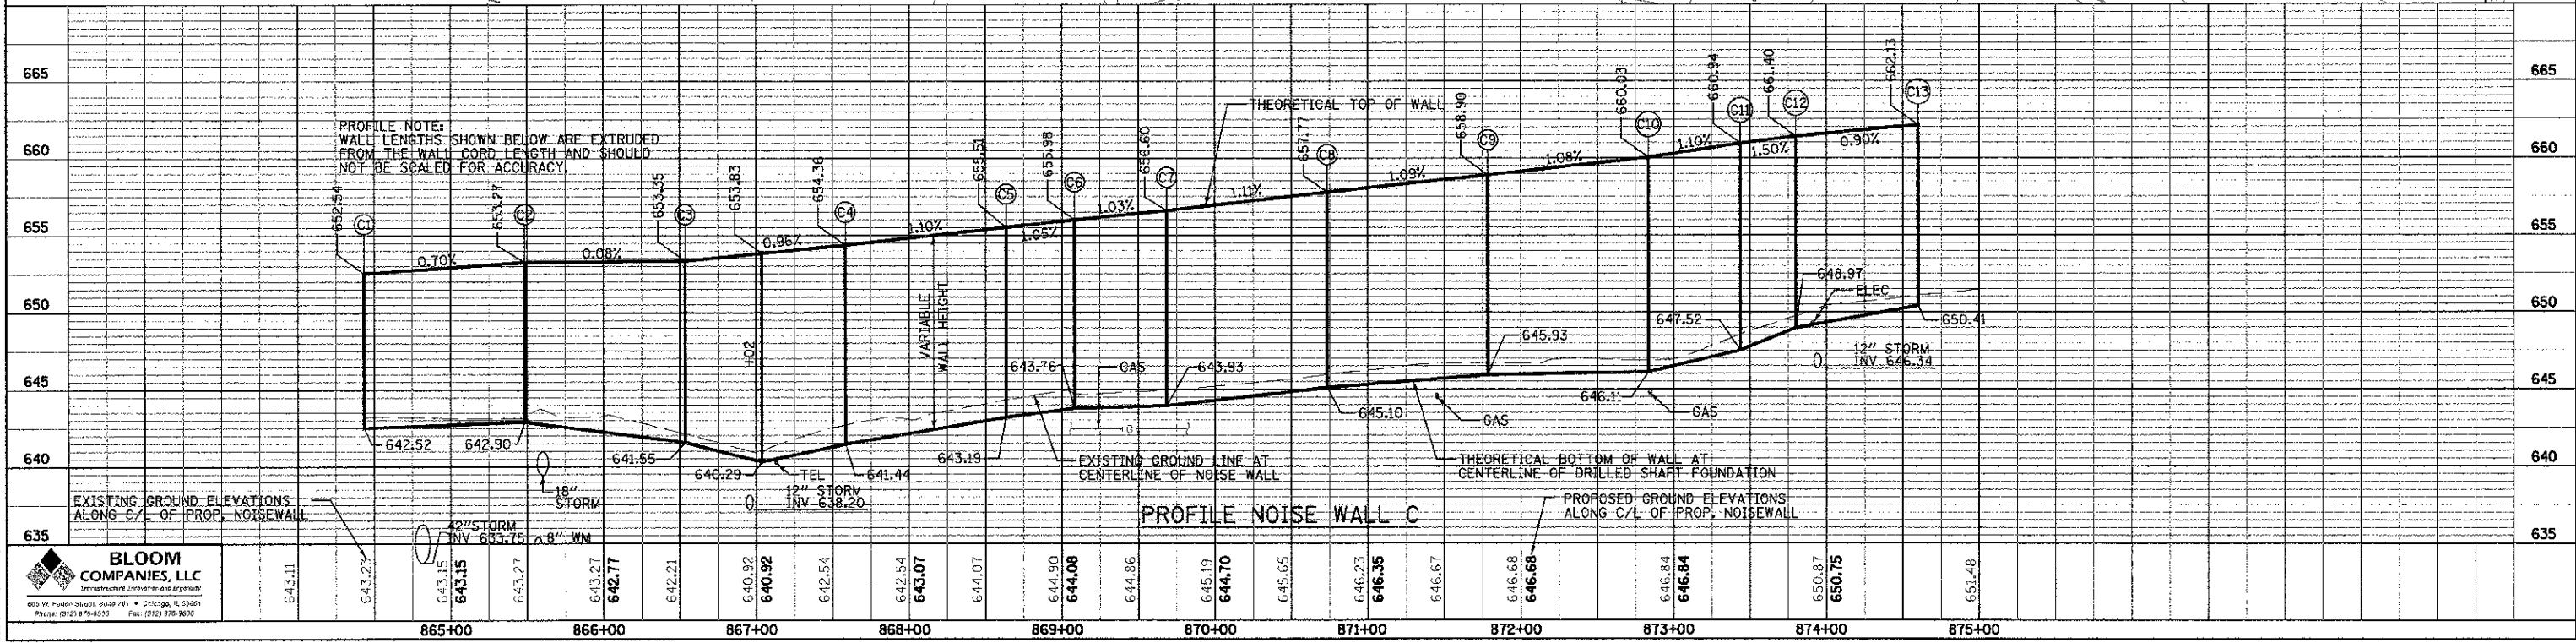 665
660
655
650
645
640
635
665
660
655
650
645
640
635
PROFILE NOTE:
WALL LENGTHS SHOWN BELOW ARE EXTRUDED
FROM THE WALL CORD LENGTH AND SHOULD
NOT BE SCALED FOR ACCURACY.
652.54
C1
653.27
C2
653.35
C3
653.83
654.36
C4
655.51
C5
655.98
C6
656.60
C7
657.77
C8
658.90
C9
660.03
C10
660.94
C11
661.40
C12
662.13
C13
THEORETICAL TOP OF WALL
0.70%
0.08%
0.96%
1.10%
1.05%
1.03%
1.11%
1.09%
1.08%
1.10%
1.50%
0.90%
+02
VARIABLE
WALL HEIGHT
642.52
642.90
641.55
640.29
641.44
643.19
643.76
643.93
645.10
645.93
646.11
647.52
648.97
650.41
TEL
GAS
G
GAS
GAS
ELEC
12" STORM
INV 646.34
12" STORM
INV 638.20
18"
STORM
42" STORM
INV 633.75
8" WM
EXISTING GROUND LINE AT
CENTERLINE OF NOISE WALL
THEORETICAL BOTTOM OF WALL AT
CENTERLINE OF DRILLED SHAFT FOUNDATION
EXISTING GROUND ELEVATIONS
ALONG C/L OF PROP. NOISEWALL
PROPOSED GROUND ELEVATIONS
ALONG C/L OF PROP. NOISEWALL
PROFILE NOISE WALL C
BLOOM
COMPANIES, LLC
643.11
643.23
643.15
643.15
643.27
643.27
642.77
642.21
640.92
640.92
642.54
642.54
643.07
644.07
644.90
644.08
644.86
645.19
644.70
645.65
646.23
646.35
646.67
646.68
646.68
646.84
646.84
650.87
650.75
651.48
865+00
866+00
867+00
868+00
869+00
870+00
871+00
872+00
873+00
874+00
875+00